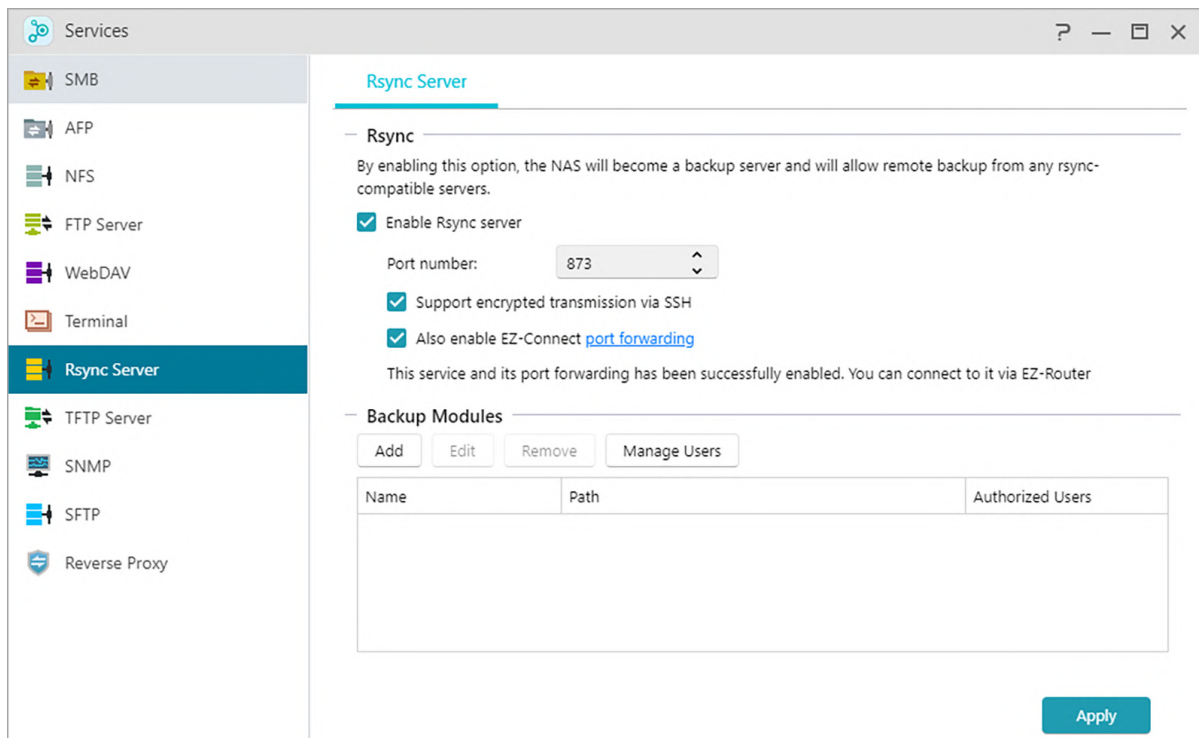 Services
SMB
AFP
NFS
FTP Server
WebDAV
Terminal
Rsync Server
TFTP Server
SNMP
SFTP
Reverse Proxy
Rsync Server
Rsync
By enabling this option, the NAS will become a backup server and will allow remote backup from any rsync-
compatible servers.
Enable Rsync server
Port number: 873
Support encrypted transmission via SSH
Also enable EZ-Connect port forwarding
This service and its port forwarding has been successfully enabled. You can connect to it via EZ-Router
Backup Modules
Add Edit Remove Manage Users
Name Path Authorized Users
Apply